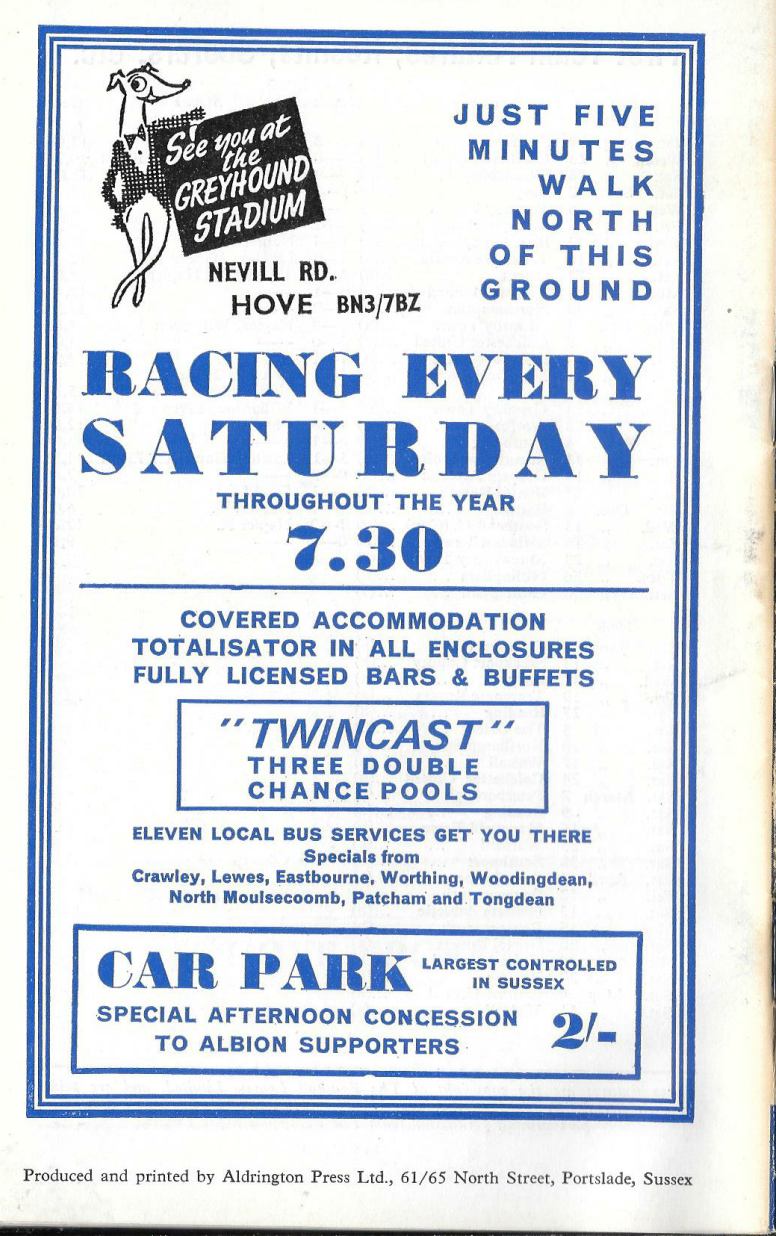 See you at
the
GREYHOUND
STADIUM
NEVILL RD.
HOVE BN3/7BZ
JUST FIVE
MINUTES
WALK
NORTH
OF THIS
GROUND
RACING EVERY
SATURDAY
THROUGHOUT THE YEAR
7.30
COVERED ACCOMMODATION
TOTALISATOR IN ALL ENCLOSURES
FULLY LICENSED BARS & BUFFETS
"TWINCAST"
THREE DOUBLE
CHANCE POOLS
ELEVEN LOCAL BUS SERVICES GET YOU THERE
Specials from
Crawley, Lewes, Eastbourne, Worthing, Woodingdean,
North Moulsecoomb, Patcham and Tongdean
CAR PARK
LARGEST CONTROLLED
IN SUSSEX
SPECIAL AFTERNOON CONCESSION
TO ALBION SUPPORTERS
2/-
Produced and printed by Aldrington Press Ltd., 61/65 North Street, Portslade, Sussex